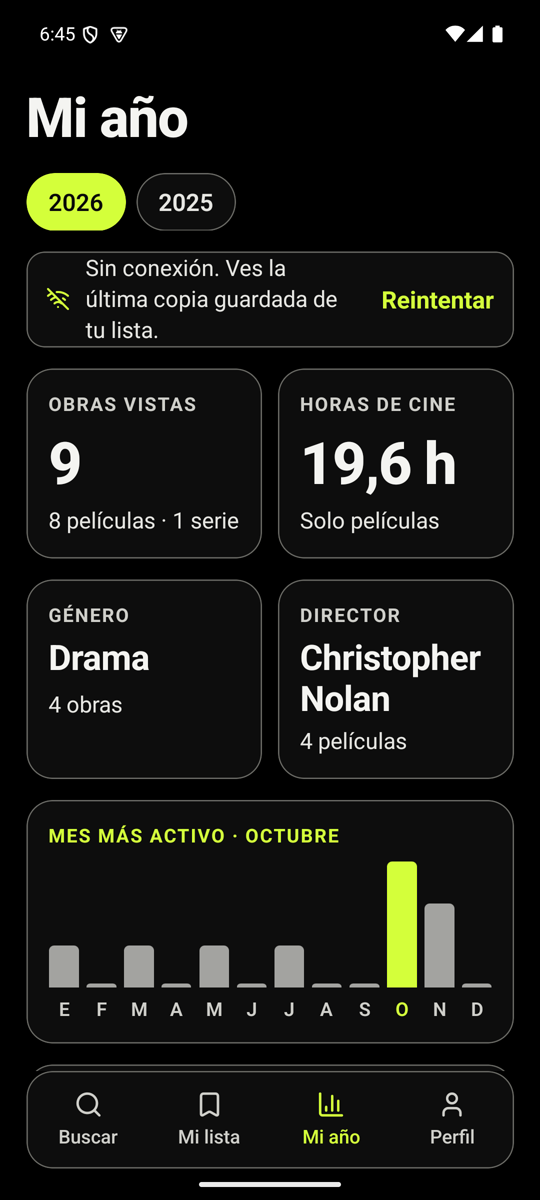 6:45
Mi año
2026
2025
Sin conexión. Ves la
última copia guardada de
tu lista.
Reintentar
OBRAS VISTAS
9
8 películas · 1 serie
HORAS DE CINE
19,6 h
Solo películas
GÉNERO
Drama
4 obras
DIRECTOR
Christopher
Nolan
4 películas
MES MÁS ACTIVO · OCTUBRE
E F M A M J J A S O N D
Buscar
Mi lista
Mi año
Perfil